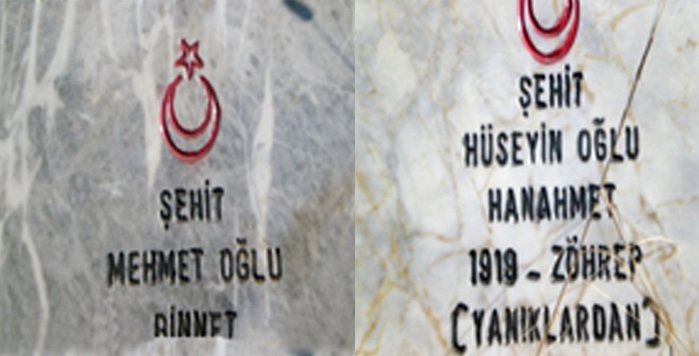 ŞEHİT
MEHMET OĞLU
ŞEHİT
HÜSEYİN OĞLU
HANAHMET
1919 - ZÖHREP
(YANIKLARDAN)